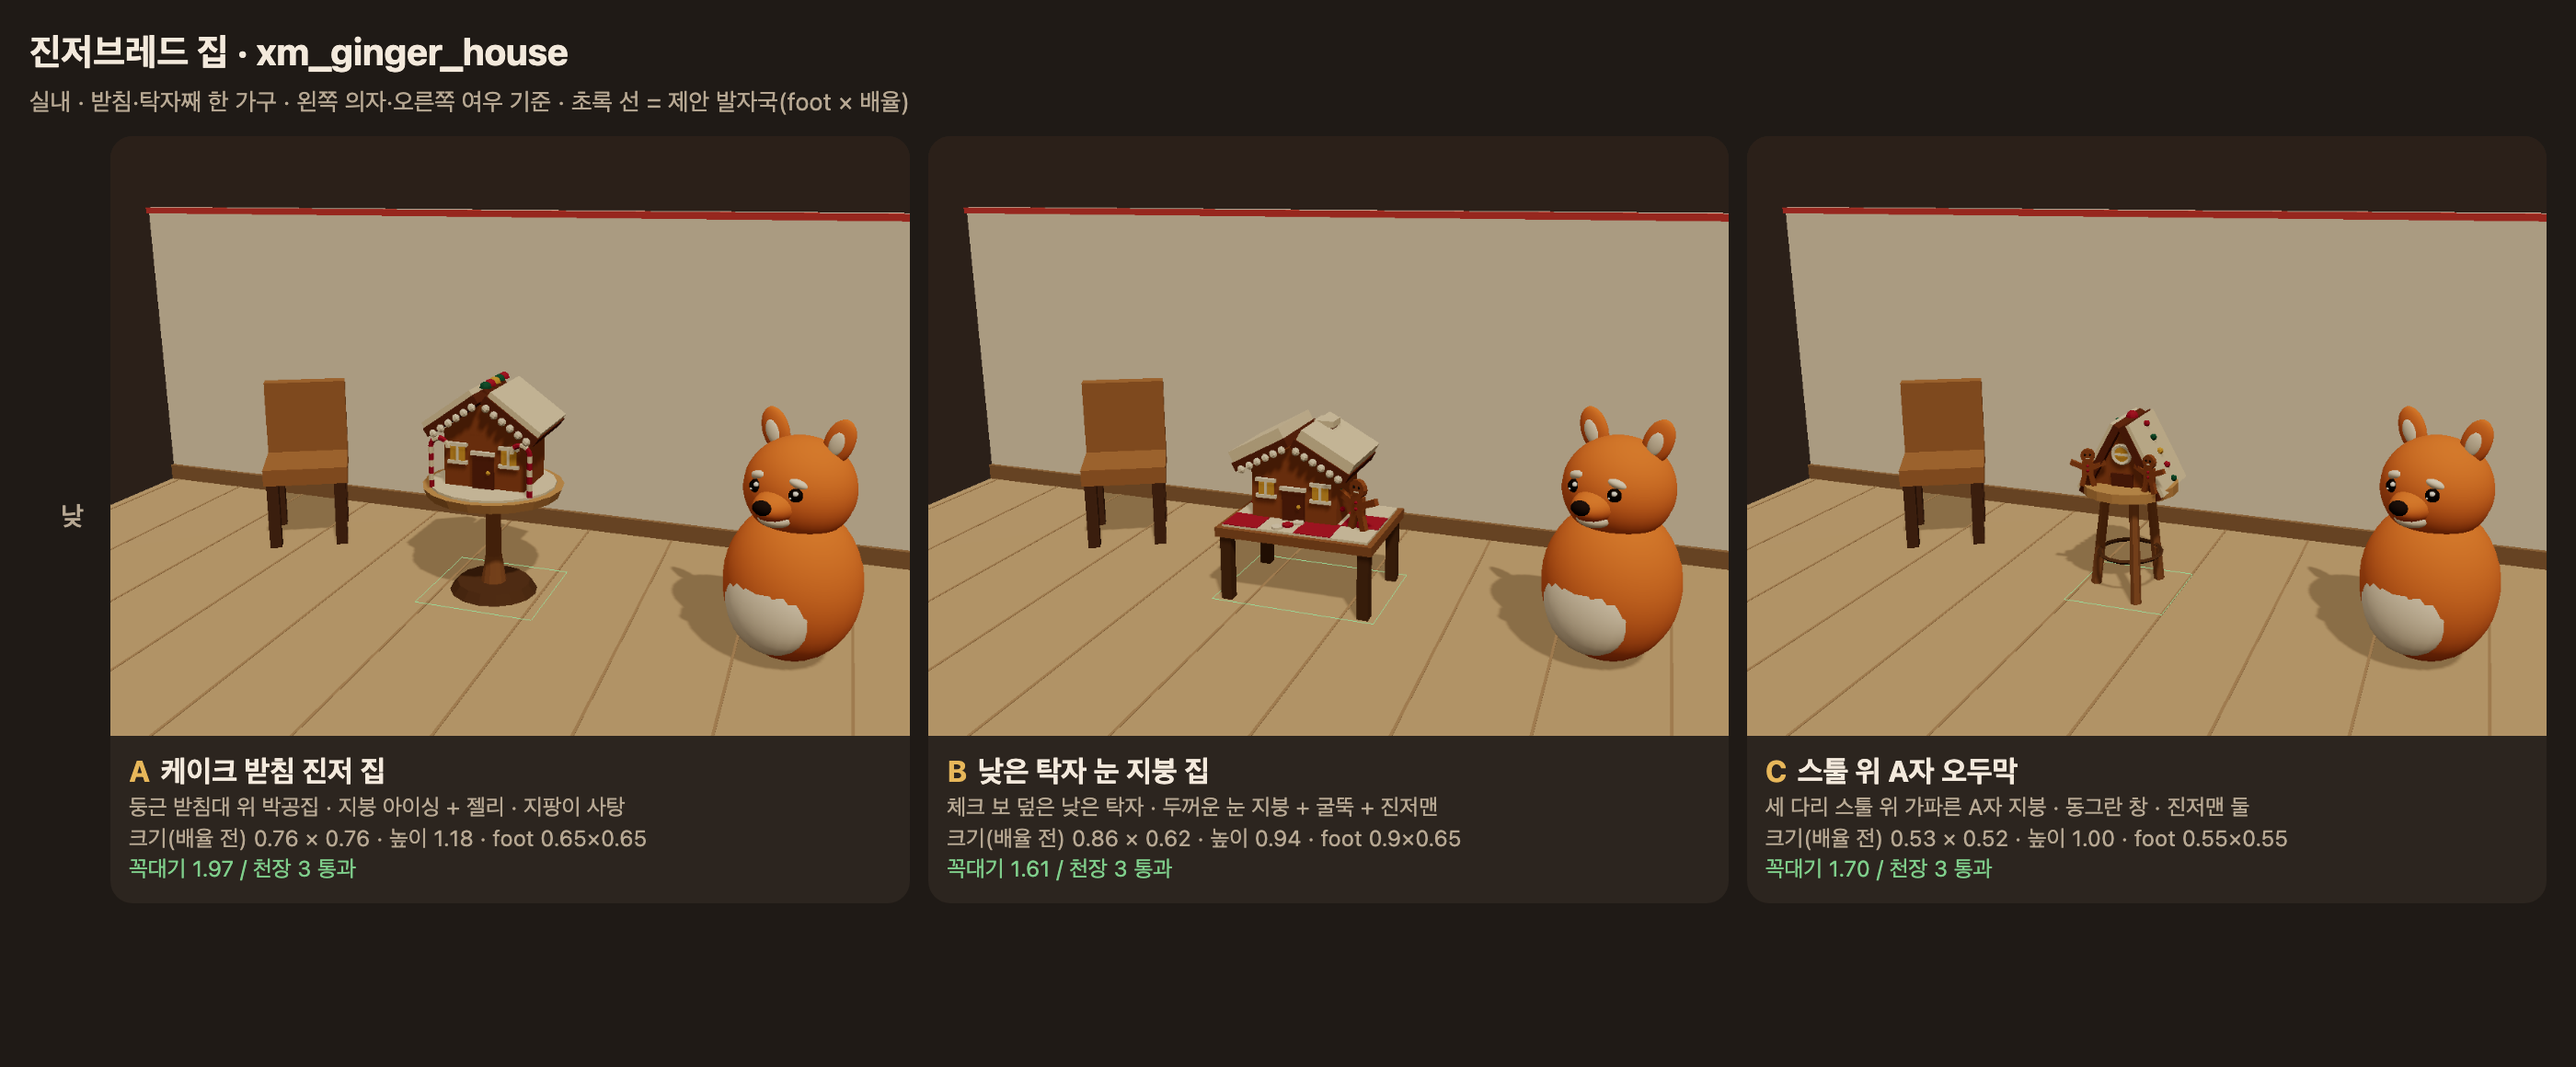 진저브레드 집 · xm_ginger_house
실내 · 받침·탁자째 한 가구 · 왼쪽 의자·오른쪽 여우 기준 · 초록 선 = 제안 발자국(foot × 배율)
낮
A 케이크 받침 진저 집
둥근 받침대 위 박공집 · 지붕 아이싱 + 젤리 · 지팡이 사탕
크기(배율 전) 0.76 × 0.76 · 높이 1.18 · foot 0.65×0.65
꼭대기 1.97 / 천장 3 통과
B 낮은 탁자 눈 지붕 집
체크 보 덮은 낮은 탁자 · 두꺼운 눈 지붕 + 굴뚝 + 진저맨
크기(배율 전) 0.86 × 0.62 · 높이 0.94 · foot 0.9×0.65
꼭대기 1.61 / 천장 3 통과
C 스툴 위 A자 오두막
세 다리 스툴 위 가파른 A자 지붕 · 동그란 창 · 진저맨 둘
크기(배율 전) 0.53 × 0.52 · 높이 1.00 · foot 0.55×0.55
꼭대기 1.70 / 천장 3 통과